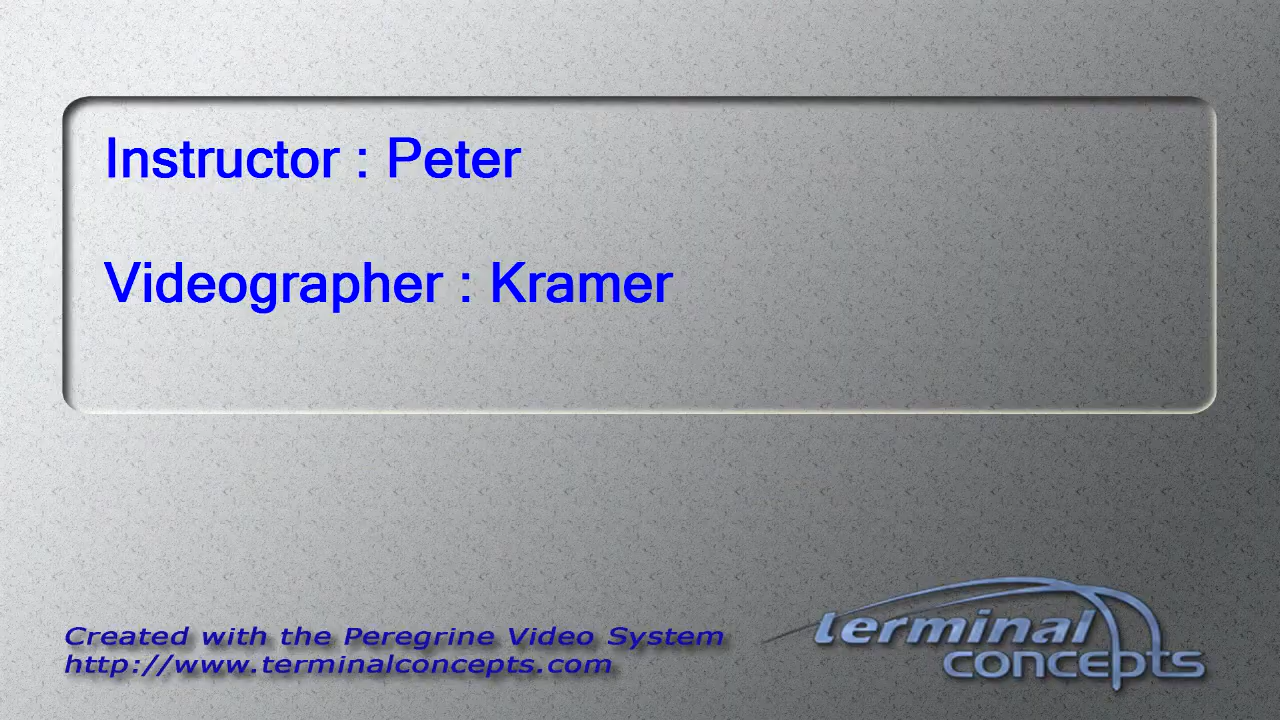 Instructor : Peter
Videographer : Kramer
Created with the Peregrine Video System
http://www.terminalconcepts.com
terminal
concepts